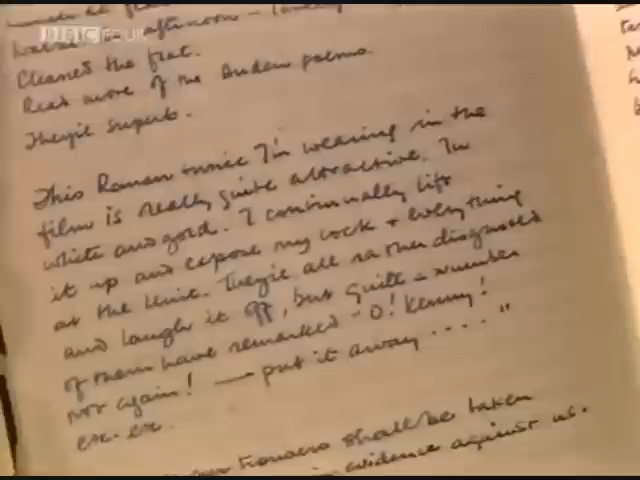 BBC FOUR
afternoon –
Cleaned the flat.
Read more of the Auden poems.
They're superb.
This Roman tunic I'm wearing in the
film is really quite attractive. In
white and gold. I continually lift
it up and expose my cock & everything
at the Unit. They're all rather disgusted
and laugh it off, but quite a number
of them have remarked "O! Kenny!
not again! — put it away . . . . "
etc. etc.
shall be taken
evidence against us.